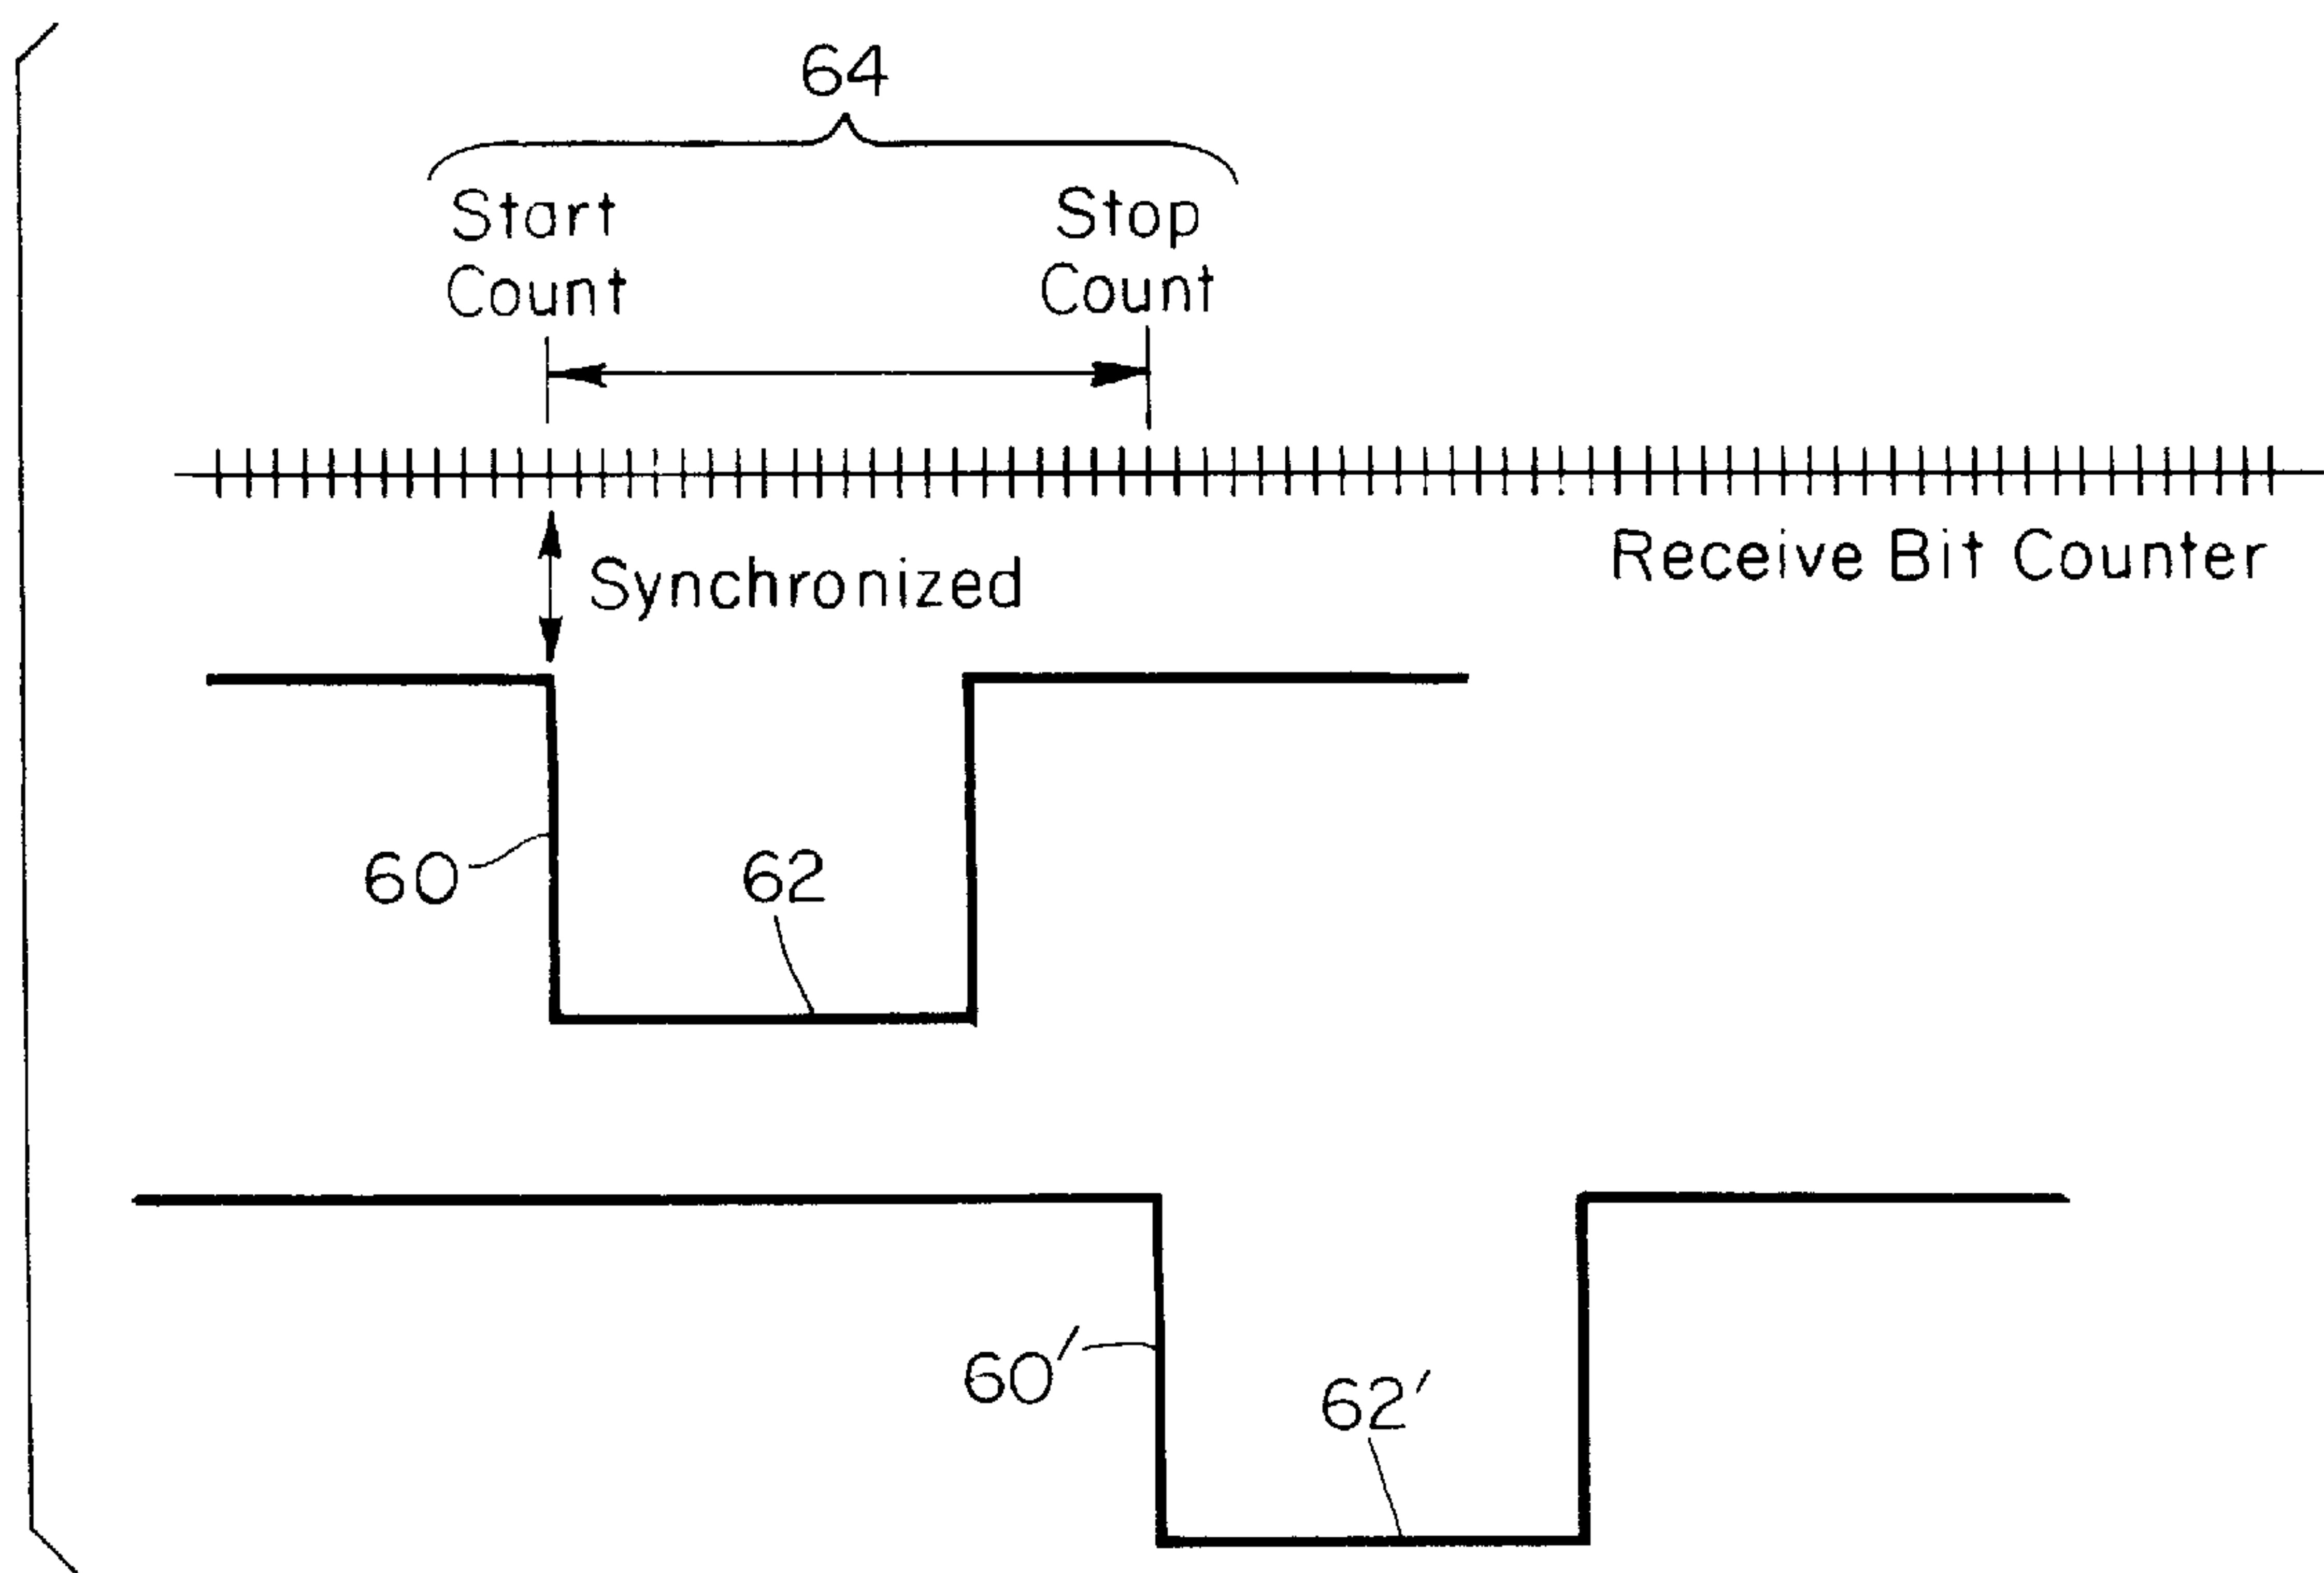 64
Start
Count
Stop
Count
Receive Bit Counter
Synchronized
60
62
60′
62′